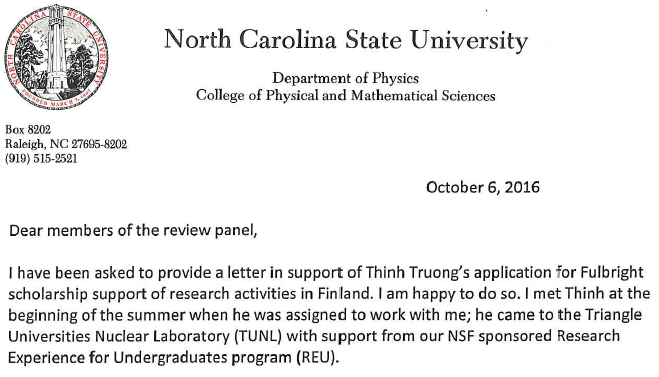 NORTH CAROLINA STATE UNIVERSITY
North Carolina State University
Department of Physics
College of Physical and Mathematical Sciences
Box 8202
Raleigh, NC 27695-8202
(919) 515-2521
October 6, 2016
Dear members of the review panel,
I have been asked to provide a letter in support of Thinh Truong's application for Fulbright
scholarship support of research activities in Finland. I am happy to do so. I met Thinh at the
beginning of the summer when he was assigned to work with me; he came to the Triangle
Universities Nuclear Laboratory (TUNL) with support from our NSF sponsored Research
Experience for Undergraduates program (REU).